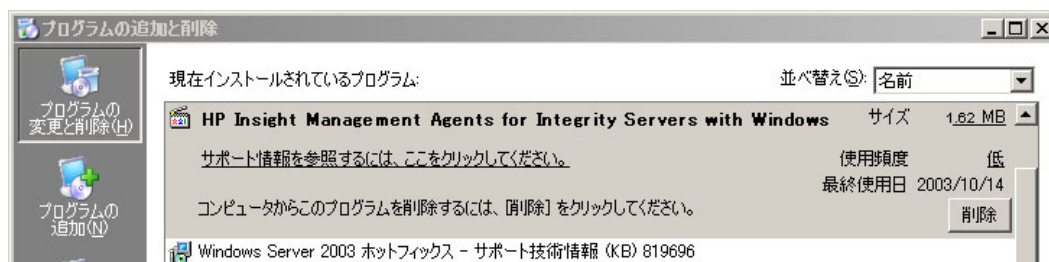 プログラムの追加と削除
現在インストールされているプログラム:
並べ替え(S): 名前
プログラムの
変更と削除(H)
HP Insight Management Agents for Integrity Servers with Windows サイズ 1.62 MB
サポート情報を参照するには、ここをクリックしてください。
使用頻度 低
最終使用日 2003/10/14
コンピュータからこのプログラムを削除するには、[削除] をクリックしてください。
削除
プログラムの
追加(N)
Windows Server 2003 ホットフィックス - サポート技術情報 (KB) 819696